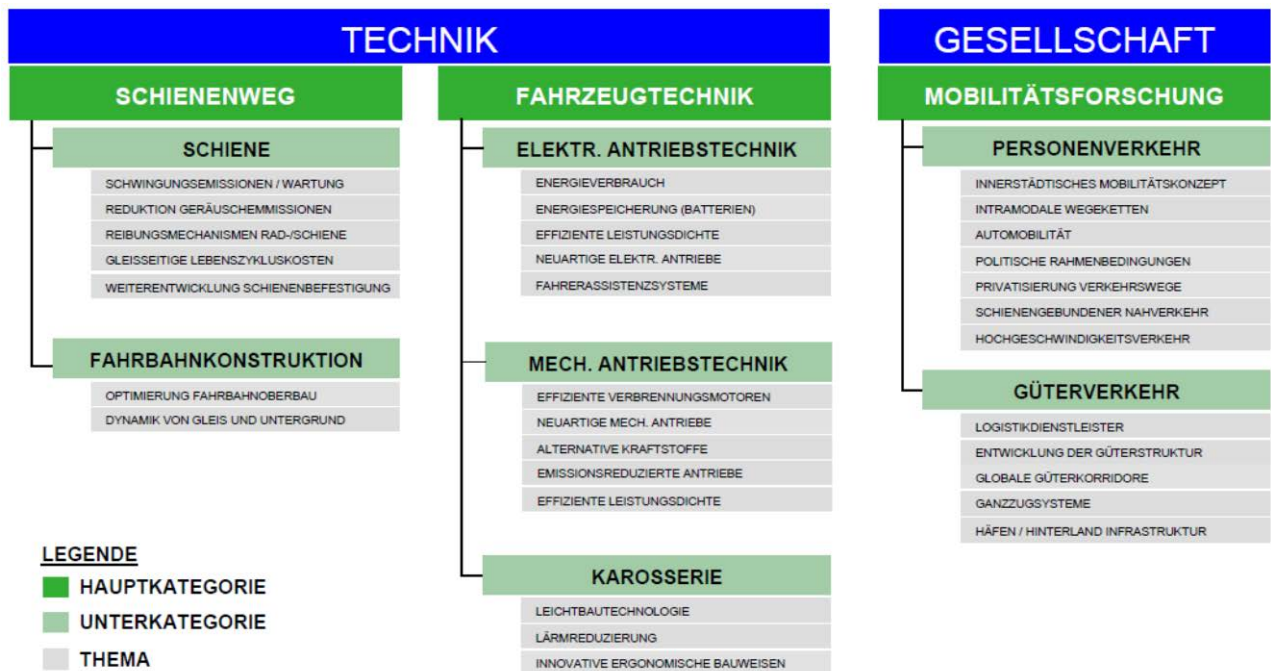 TECHNIK
SCHIENENWEG
SCHIENE
SCHWINGUNGSEMISSIONEN / WARTUNG
REDUKTION GERÄUSCHEMMISSIONEN
REIBUNGSMECHANISMEN RAD-/SCHIENE
GLEISSEITIGE LEBENSZYKLUSKOSTEN
WEITERENTWICKLUNG SCHIENENBEFESTIGUNG
FAHRBAHNKONSTRUKTION
OPTIMIERUNG FAHRBAHNOBERBAU
DYNAMIK VON GLEIS UND UNTERGRUND
FAHRZEUGTECHNIK
ELEKTR. ANTRIEBSTECHNIK
ENERGIEVERBRAUCH
ENERGIESPEICHERUNG (BATTERIEN)
EFFIZIENTE LEISTUNGSDICHTE
NEUARTIGE ELEKTR. ANTRIEBE
FAHRERASSISTENZSYSTEME
MECH. ANTRIEBSTECHNIK
EFFIZIENTE VERBRENNUNGSMOTOREN
NEUARTIGE MECH. ANTRIEBE
ALTERNATIVE KRAFTSTOFFE
EMISSIONSREDUZIERTE ANTRIEBE
EFFIZIENTE LEISTUNGSDICHTE
KAROSSERIE
LEICHTBAUTECHNOLOGIE
LÄRMREDUZIERUNG
INNOVATIVE ERGONOMISCHE BAUWEISEN
GESELLSCHAFT
MOBILITÄTSFORSCHUNG
PERSONENVERKEHR
INNERSTÄDTISCHES MOBILITÄTSKONZEPT
INTRAMODALE WEGEKETTEN
AUTOMOBILITÄT
POLITISCHE RAHMENBEDINGUNGEN
PRIVATISIERUNG VERKEHRSWEGE
SCHIENENGEBUNDENER NAHVERKEHR
HOCHGESCHWINDIGKEITSVERKEHR
GÜTERVERKEHR
LOGISTIKDIENSTLEISTER
ENTWICKLUNG DER GÜTERSTRUKTUR
GLOBALE GÜTERKORRIDORE
GANZZUGSYSTEME
HÄFEN / HINTERLAND INFRASTRUKTUR
LEGENDE
HAUPTKATEGORIE
UNTERKATEGORIE
THEMA